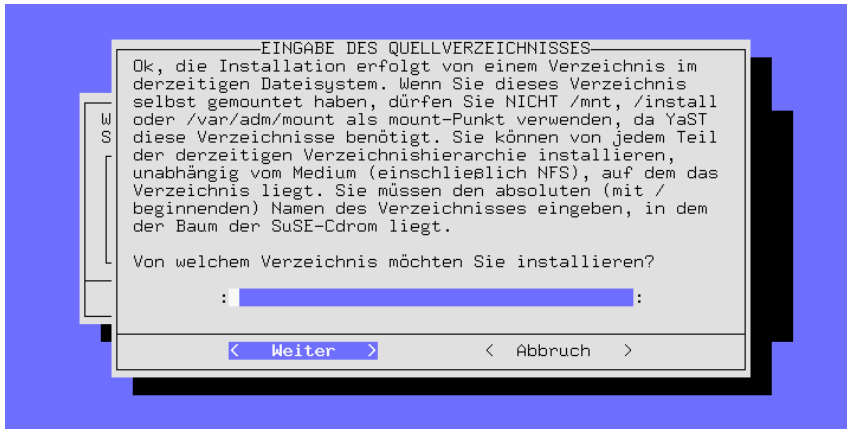 EINGABE DES QUELLVERZEICHNISSES
Ok, die Installation erfolgt von einem Verzeichnis im
derzeitigen Dateisystem. Wenn Sie dieses Verzeichnis
selbst gemountet haben, dürfen Sie NICHT /mnt, /install
oder /var/adm/mount als mount-Punkt verwenden, da YaST
diese Verzeichnisse benötigt. Sie können von jedem Teil
der derzeitigen Verzeichnishierarchie installieren,
unabhängig vom Medium (einschließlich NFS), auf dem das
Verzeichnis liegt. Sie müssen den absoluten (mit /
beginnenden) Namen des Verzeichnisses eingeben, in dem
der Baum der SuSE-Cdrom liegt.
Von welchem Verzeichnis möchten Sie installieren?
: :
< Weiter > < Abbruch >
W
S